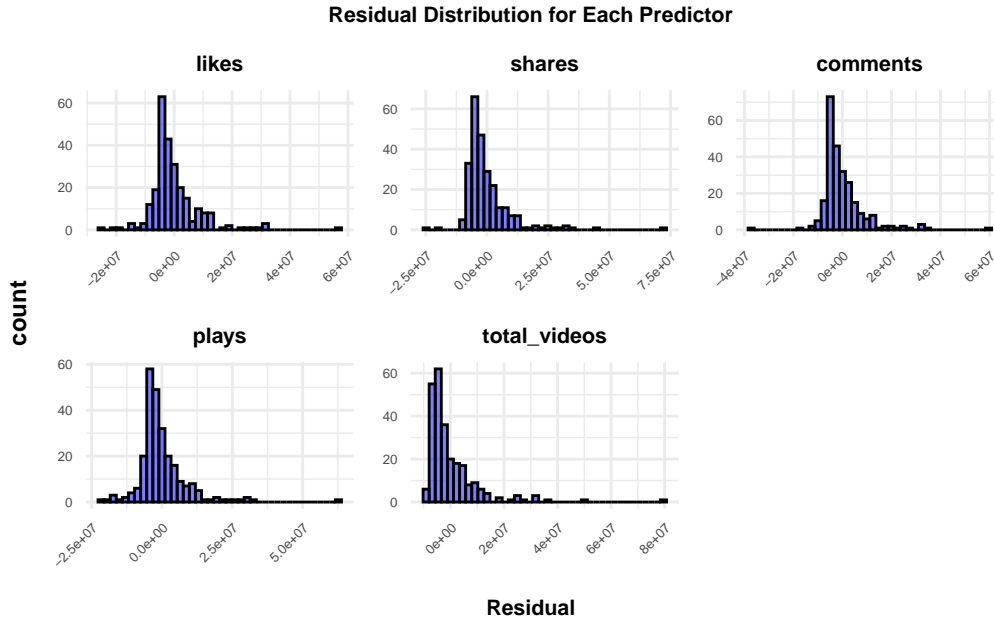 Residual Distribution for Each Predictor
likes
shares
comments
60
40
20
0
−2e+07
0e+00
2e+07
4e+07
6e+07
60
40
20
0
−2.5e+07
0.0e+00
2.5e+07
5.0e+07
7.5e+07
60
40
20
0
−4e+07
−2e+07
0e+00
2e+07
4e+07
6e+07
count
plays
total_videos
60
40
20
0
−2.5e+07
0.0e+00
2.5e+07
5.0e+07
60
40
20
0
0e+00
2e+07
4e+07
6e+07
8e+07
Residual